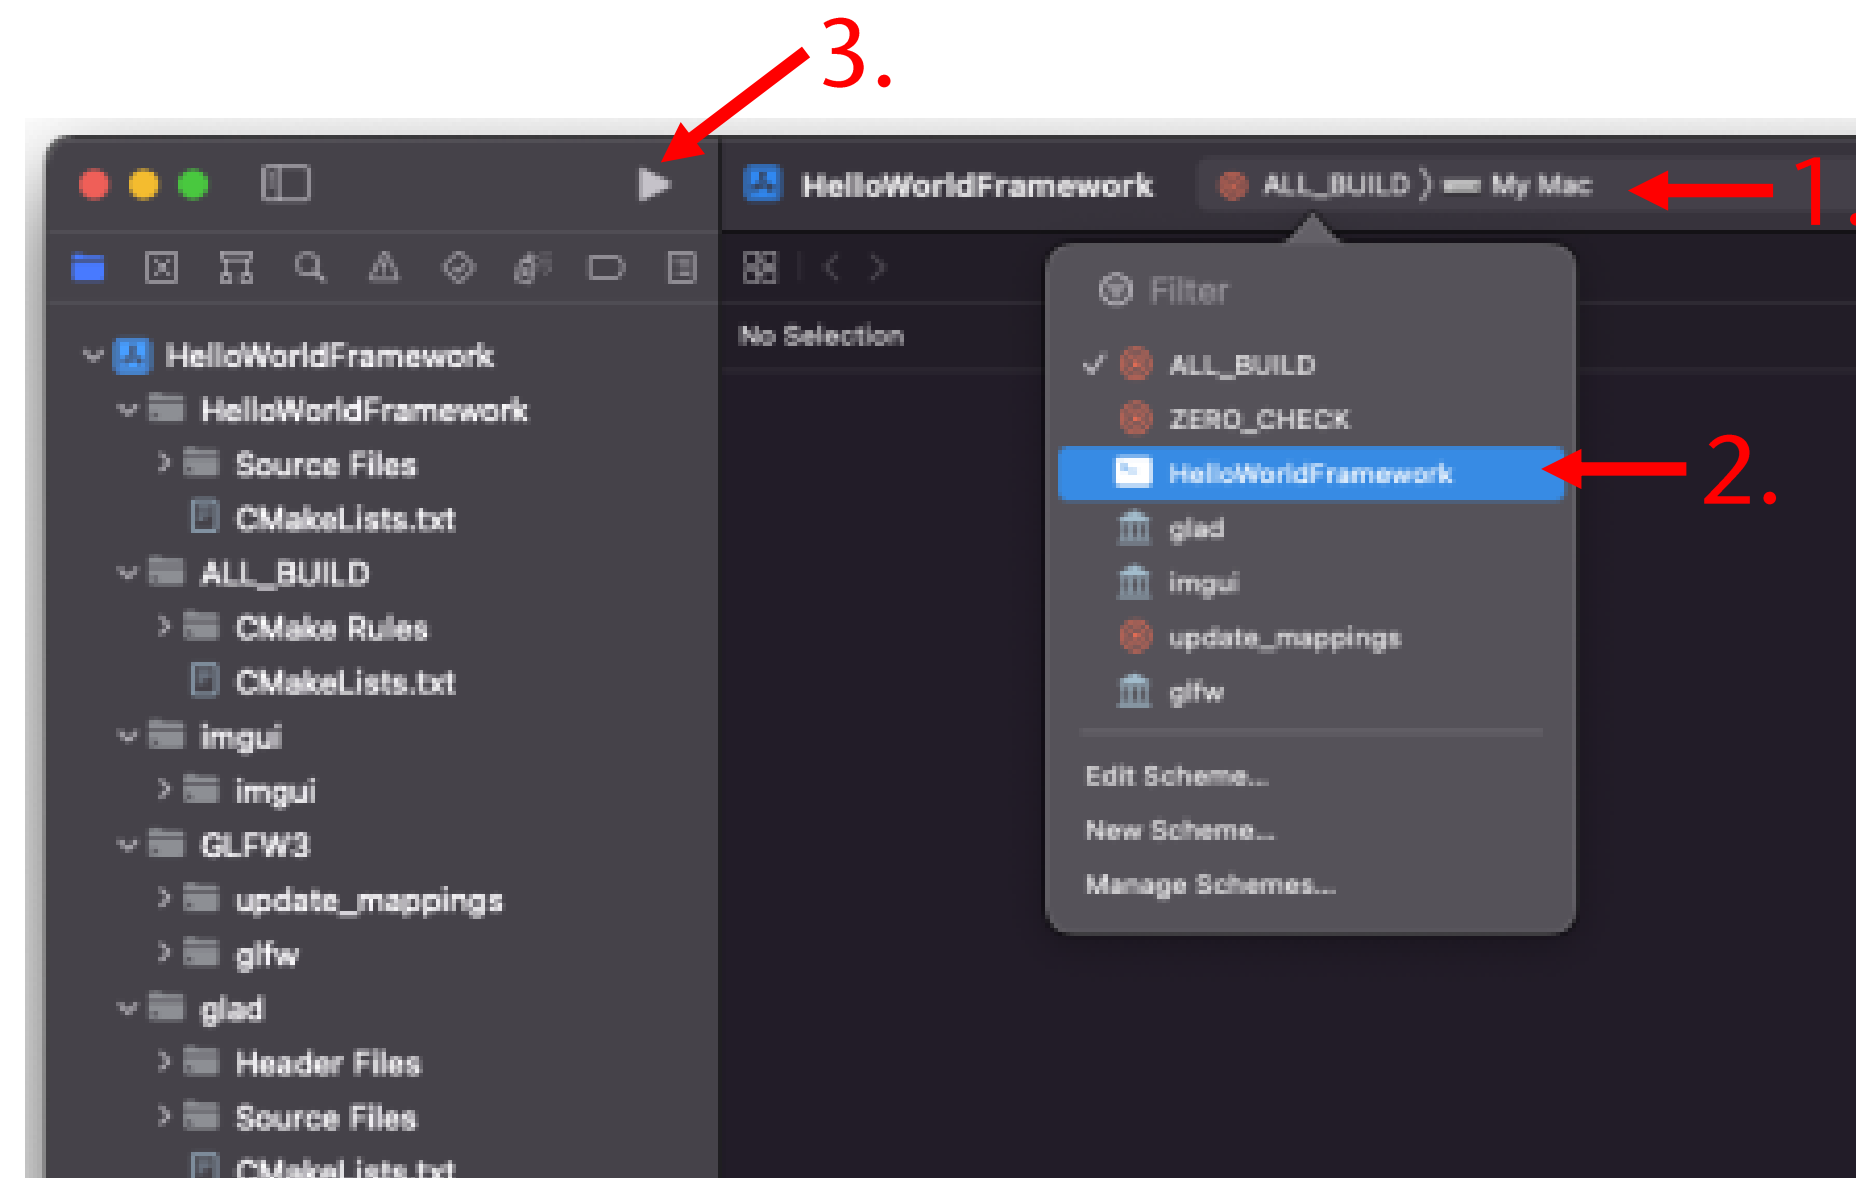 3.
HelloWorldFramework
ALL_BUILD 〉 My Mac
1.
No Selection
Filter
ALL_BUILD
ZERO_CHECK
HelloWorldFramework
2.
glad
imgui
update_mappings
glfw
Edit Scheme...
New Scheme...
Manage Schemes...
HelloWorldFramework
HelloWorldFramework
Source Files
CMakeLists.txt
ALL_BUILD
CMake Rules
CMakeLists.txt
imgui
imgui
GLFW3
update_mappings
glfw
glad
Header Files
Source Files
CMakeLists.txt